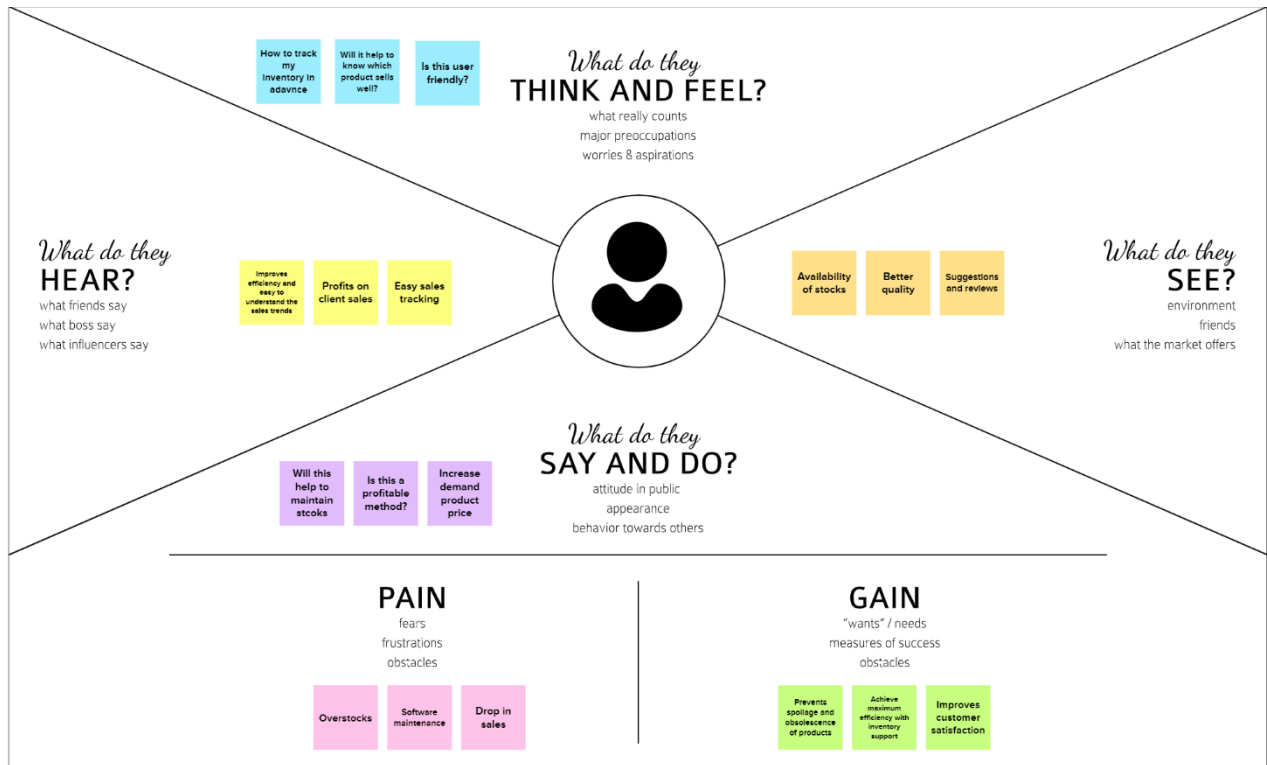 How to track
my
inventory in
adavnce
Will it help to
know which
product sells
well?
Is this user
friendly?
What do they
THINK AND FEEL?
what really counts
major preoccupations
worries & aspirations
What do they
HEAR?
what friends say
what boss say
what influencers say
Improves
efficiency and
easy to
understand the
sales trends
Profits on
client sales
Easy sales
tracking
Availability
of stocks
Better
quality
Suggestions
and reviews
What do they
SEE?
environment
friends
what the market offers
What do they
SAY AND DO?
attitude in public
appearance
behavior towards others
Will this
help to
maintain
stcoks
Is this a
profitable
method?
Increase
demand
product
price
PAIN
fears
frustrations
obstacles
Overstocks
Software
maintenance
Drop in
sales
GAIN
"wants" / needs
measures of success
obstacles
Prevents
spoilage and
obsolescence
of products
Achieve
maximum
efficiency with
inventory
support
Improves
customer
satisfaction